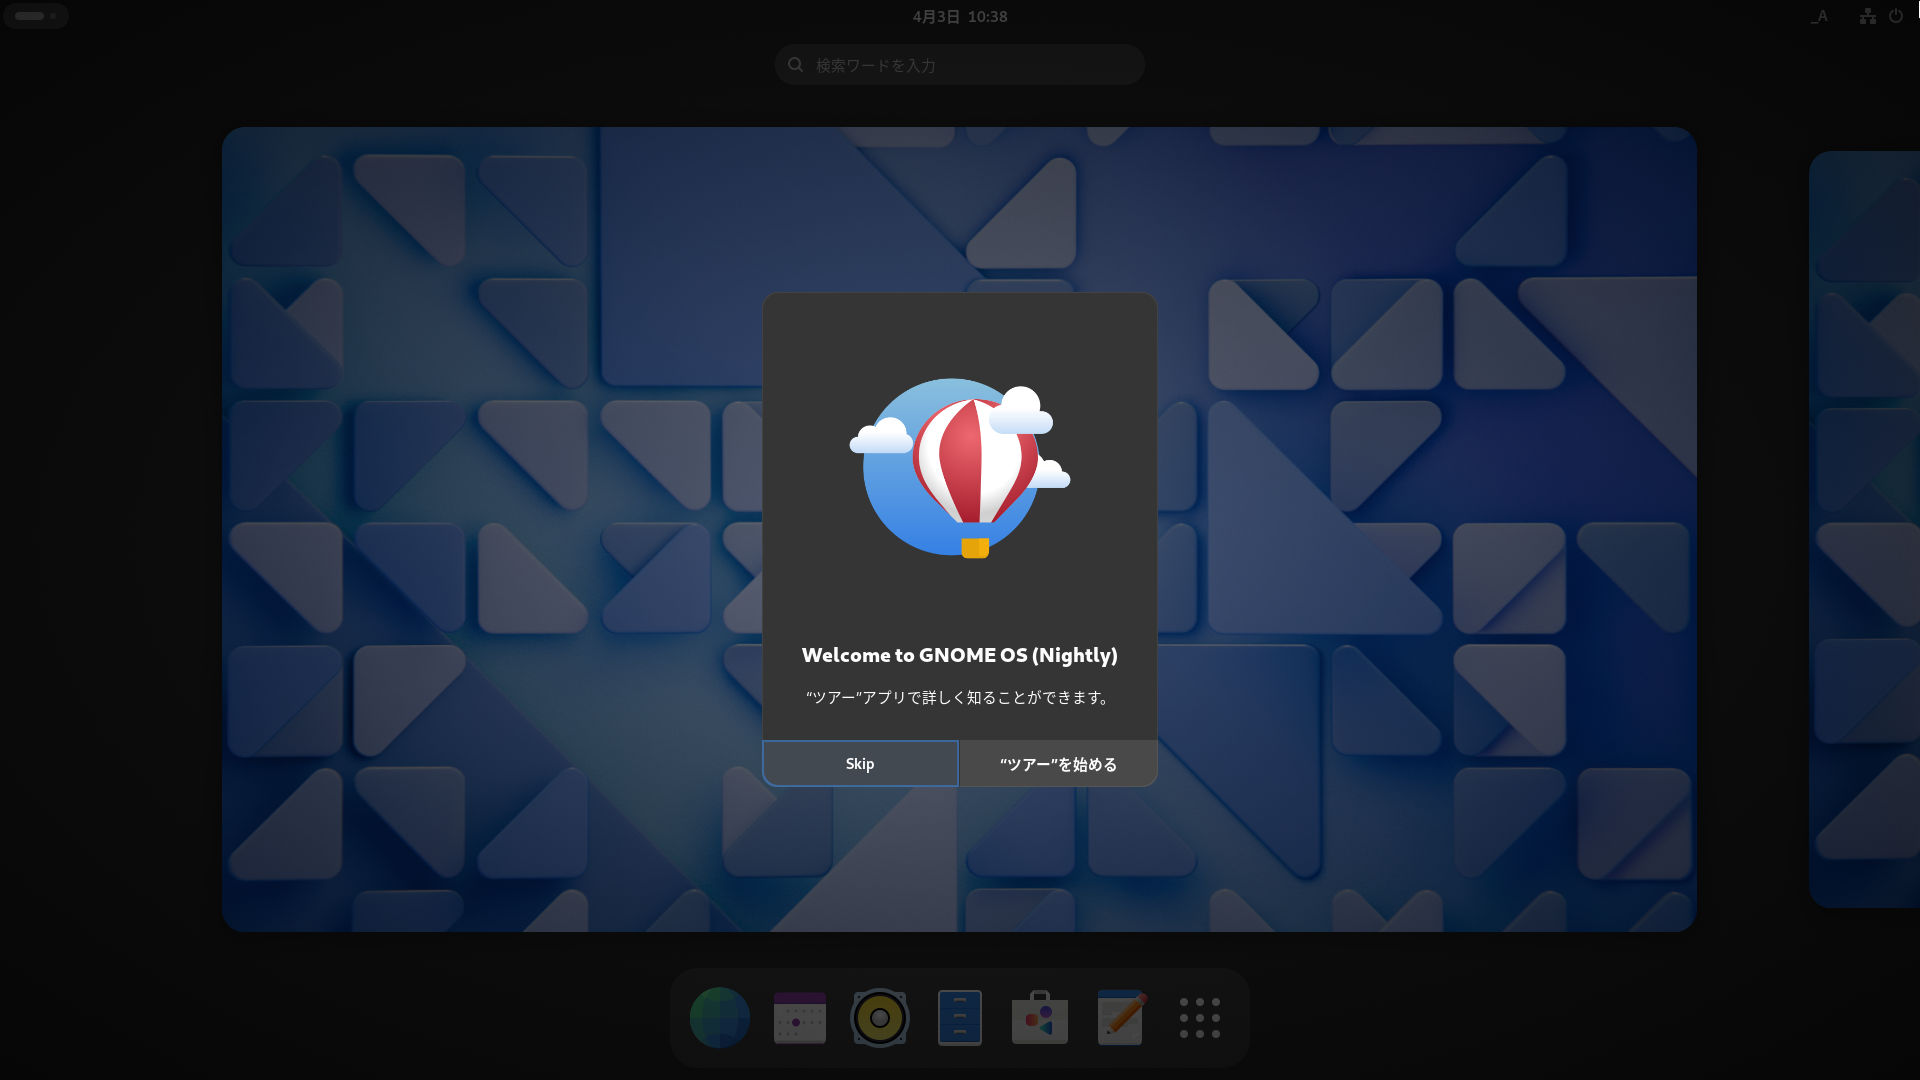 4月3日 10:38
_A
検索ワードを入力
Welcome to GNOME OS (Nightly)
“ツアー”アプリで詳しく知ることができます。
Skip
“ツアー”を始める